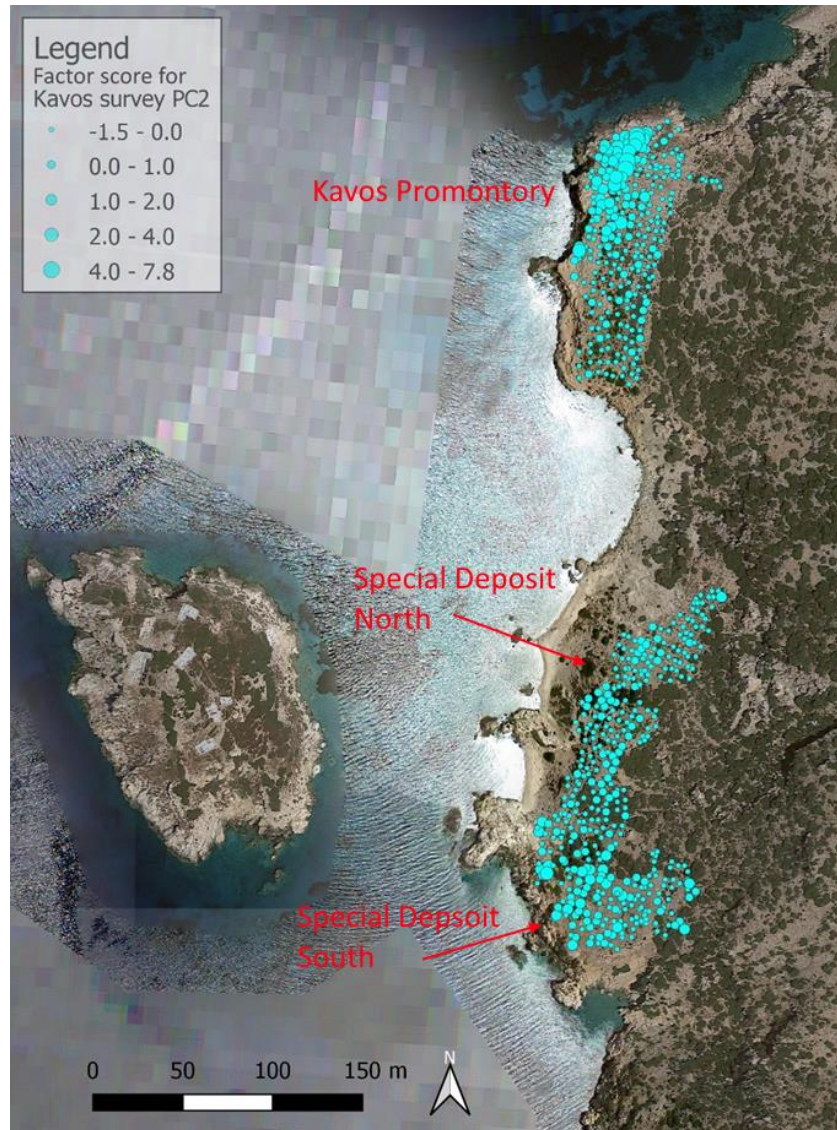 Legend
Factor score for
Kavos survey PC2
-1.5 - 0.0
0.0 - 1.0
1.0 - 2.0
2.0 - 4.0
4.0 - 7.8
Kavos Promontory
Special Deposit
North
Special Depsoit
South
0 50 100 150 m
N